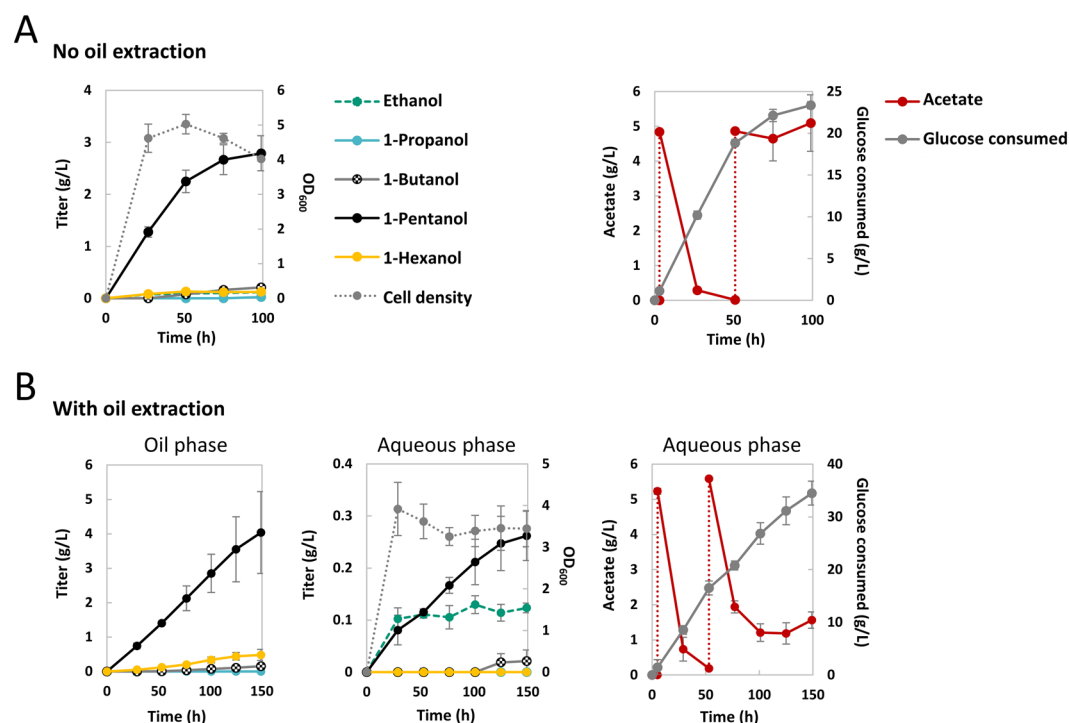 A
No oil extraction
4
3
2
1
0
Titer (g/L)
6
5
4
3
2
1
0
OD600
0
50
100
Time (h)
Ethanol
1-Propanol
1-Butanol
1-Pentanol
1-Hexanol
Cell density
6
5
4
3
2
1
0
Acetate (g/L)
25
20
15
10
5
0
Glucose consumed (g/L)
0
50
100
Time (h)
Acetate
Glucose consumed
B
With oil extraction
Oil phase
6
5
4
3
2
1
0
Titer (g/L)
0
50
100
150
Time (h)
Aqueous phase
0.4
0.3
0.2
0.1
0
Titer (g/L)
5
4
3
2
1
0
OD600
0
50
100
150
Time (h)
Aqueous phase
6
5
4
3
2
1
0
Acetate (g/L)
40
30
20
10
0
Glucose consumed (g/L)
0
50
100
150
Time (h)